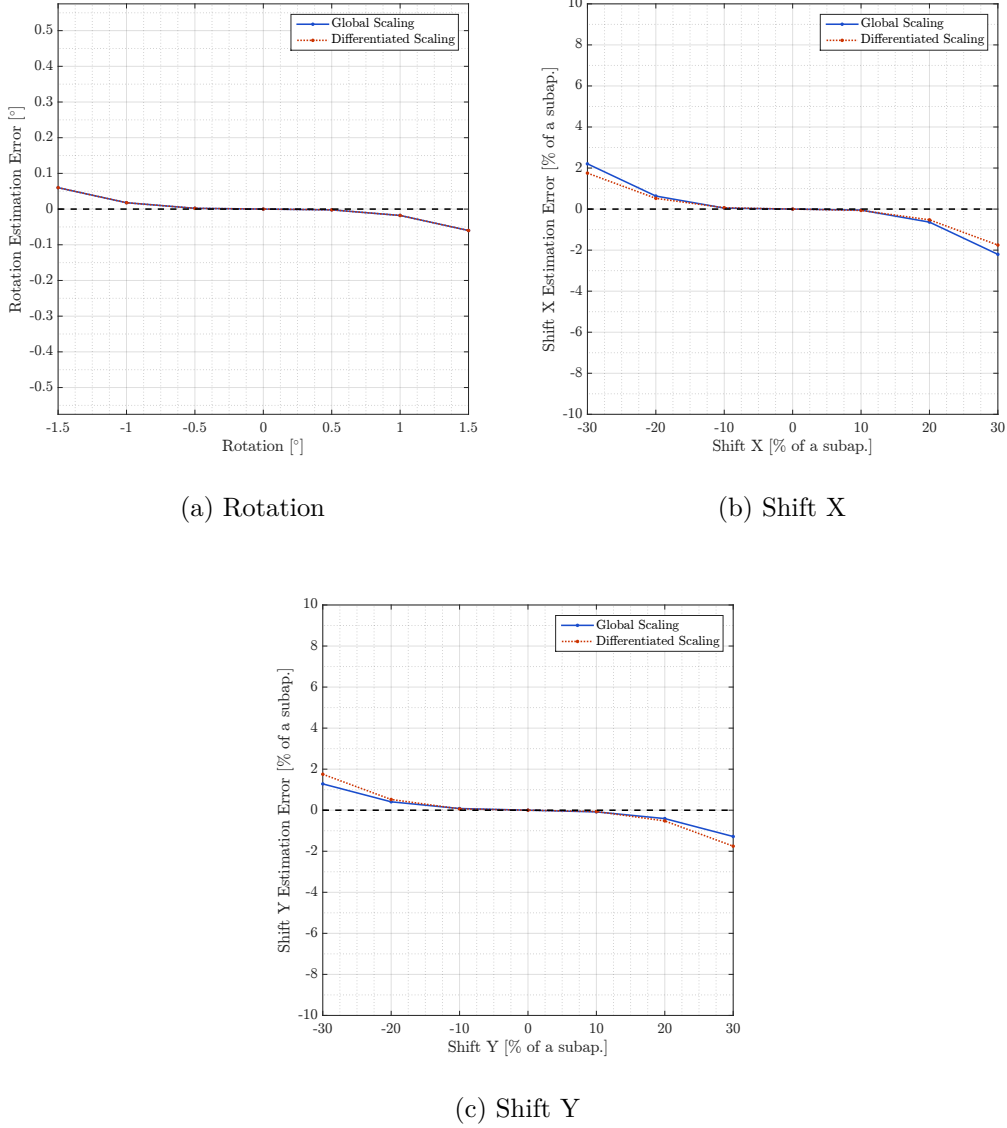 Global Scaling
Differentiated Scaling
0.5
0.4
0.3
0.2
0.1
0
-0.1
-0.2
-0.3
-0.4
-0.5
Rotation Estimation Error [°]
-1.5 -1 -0.5 0 0.5 1 1.5
Rotation [°]
(a) Rotation
Global Scaling
Differentiated Scaling
10
8
6
4
2
0
-2
-4
-6
-8
-10
Shift X Estimation Error [% of a subap.]
-30 -20 -10 0 10 20 30
Shift X [% of a subap.]
(b) Shift X
Global Scaling
Differentiated Scaling
10
8
6
4
2
0
-2
-4
-6
-8
-10
Shift Y Estimation Error [% of a subap.]
-30 -20 -10 0 10 20 30
Shift Y [% of a subap.]
(c) Shift Y